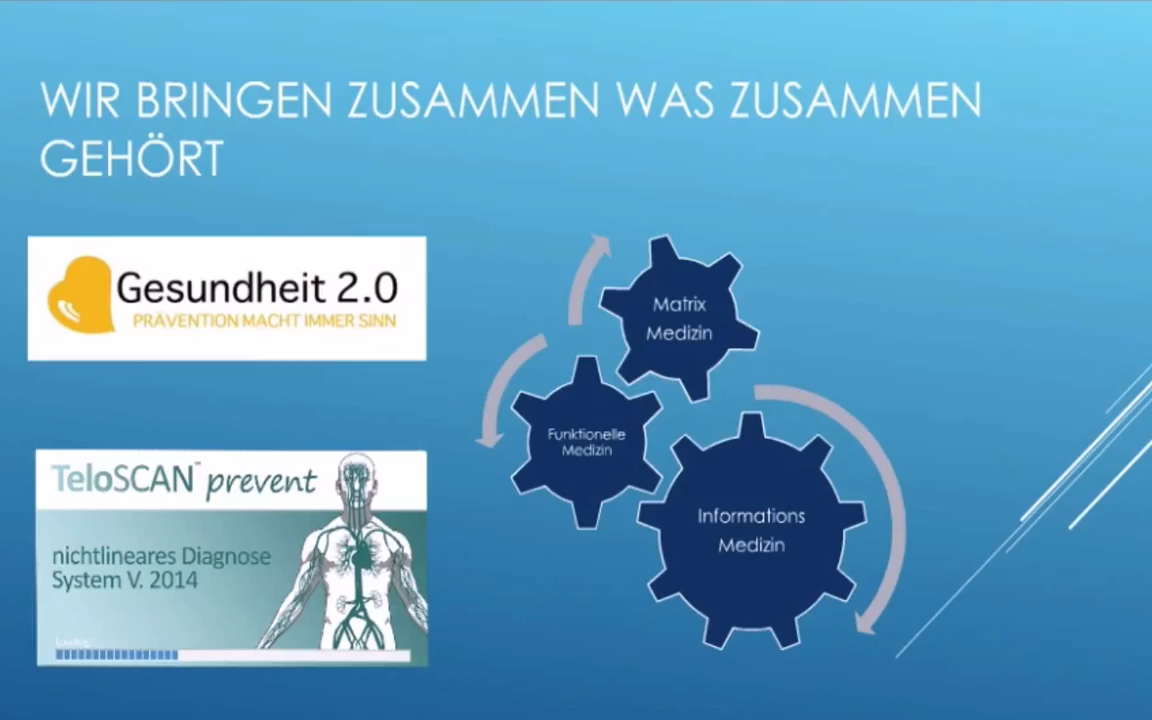 WIR BRINGEN ZUSAMMEN WAS ZUSAMMEN
GEHÖRT
Gesundheit 2.0
PRÄVENTION MACHT IMMER SINN
Matrix
Medizin
Funktionelle
Medizin
Informations
Medizin
TeloSCAN™ prevent
nichtlineares Diagnose
System V. 2014